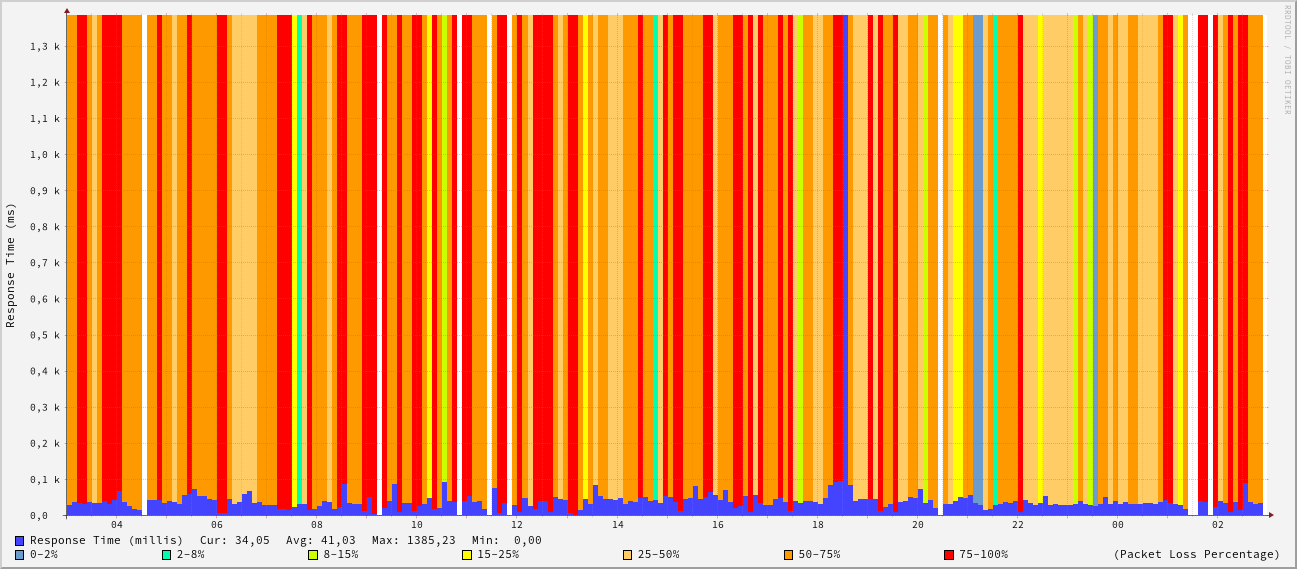 RRDTOOL / TOBI OETIKER
Response Time (ms)
1,3 k
1,2 k
1,1 k
1,0 k
0,9 k
0,8 k
0,7 k
0,6 k
0,5 k
0,4 k
0,3 k
0,2 k
0,1 k
0,0
04 06 08 10 12 14 16 18 20 22 00 02
Response Time (millis) Cur: 34,05 Avg: 41,03 Max: 1385,23 Min: 0,00
0-2% 2-8% 8-15% 15-25% 25-50% 50-75% 75-100% (Packet Loss Percentage)